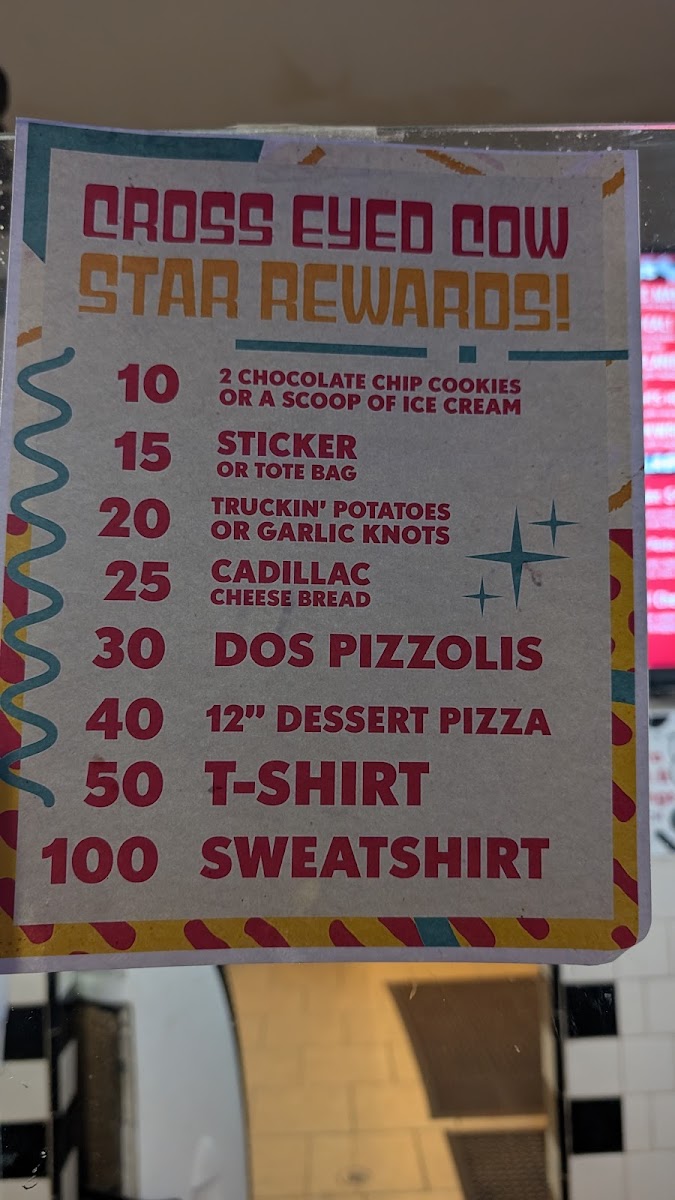 CROSS EYED COW
STAR REWARDS!
10 2 CHOCOLATE CHIP COOKIES
OR A SCOOP OF ICE CREAM
15 STICKER
OR TOTE BAG
20 TRUCKIN' POTATOES
OR GARLIC KNOTS
25 CADILLAC
CHEESE BREAD
30 DOS PIZZOLIS
40 12" DESSERT PIZZA
50 T-SHIRT
100 SWEATSHIRT